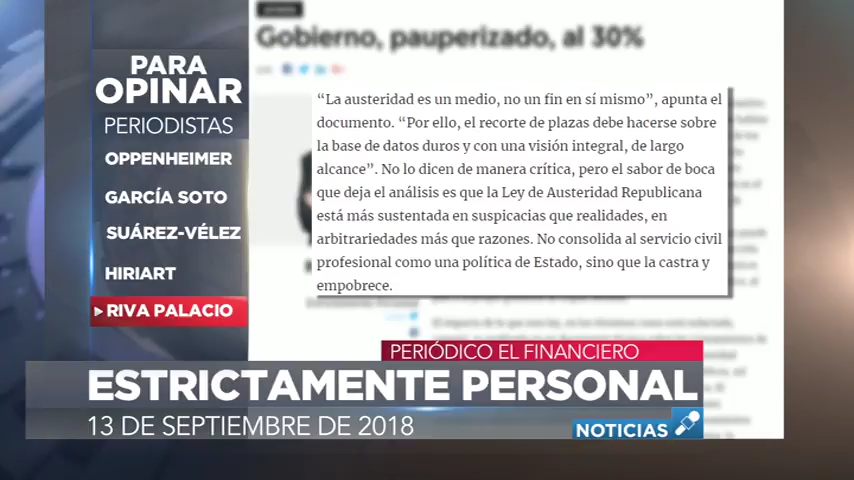 Gobierno, pauperizado, al 30%
PARA
OPINAR
PERIODISTAS
OPPENHEIMER
GARCÍA SOTO
SUÁREZ-VÉLEZ
HIRIART
RIVA PALACIO
“La austeridad es un medio, no un fin en sí mismo”, apunta el
documento. “Por ello, el recorte de plazas debe hacerse sobre
la base de datos duros y con una visión integral, de largo
alcance”. No lo dicen de manera crítica, pero el sabor de boca
que deja el análisis es que la Ley de Austeridad Republicana
está más sustentada en suspicacias que realidades, en
arbitrariedades más que razones. No consolida al servicio civil
profesional como una política de Estado, sino que la castra y
empobrece.
PERIÓDICO EL FINANCIERO
ESTRICTAMENTE PERSONAL
13 DE SEPTIEMBRE DE 2018
NOTICIAS